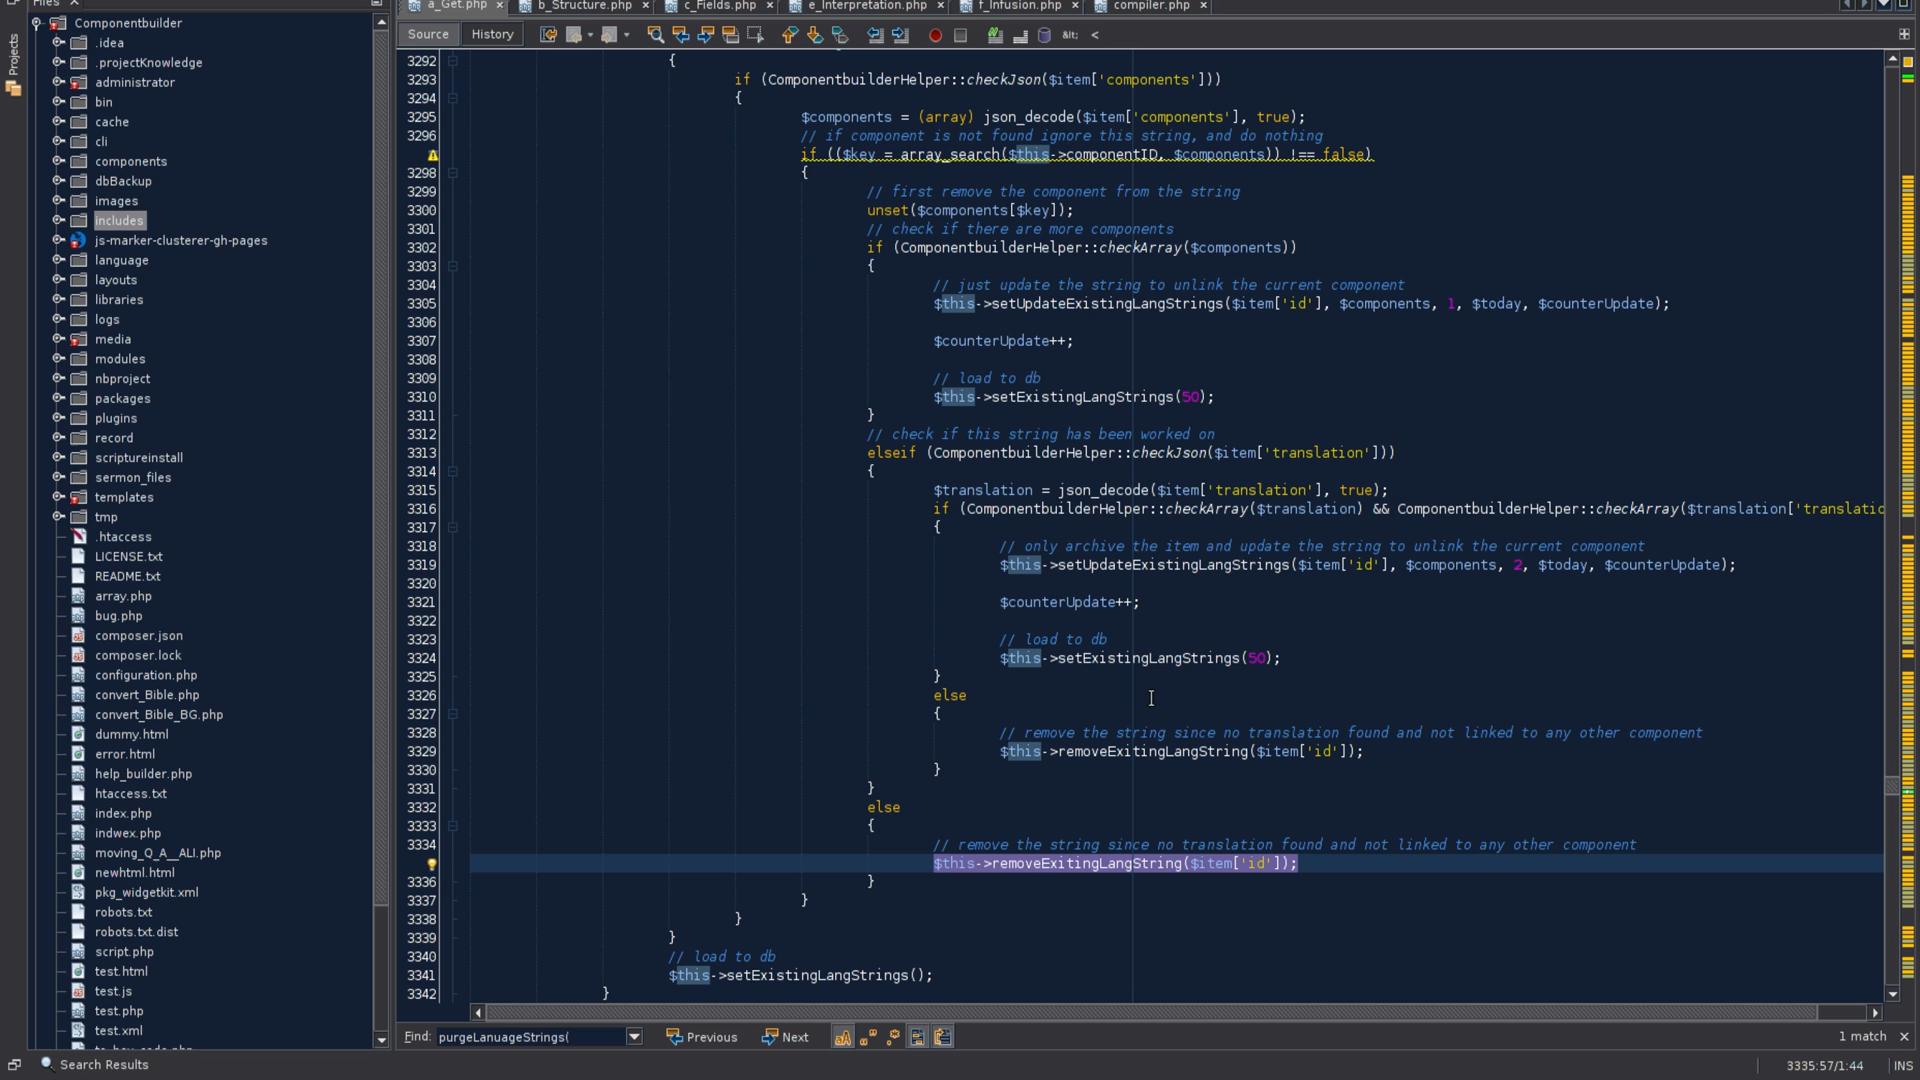 Files
Projects
Componentbuilder
.idea
.projectKnowledge
administrator
bin
cache
cli
components
dbBackup
images
includes
js-marker-clusterer-gh-pages
language
layouts
libraries
logs
media
modules
nbproject
packages
plugins
record
scriptureinstall
sermon_files
templates
tmp
.htaccess
LICENSE.txt
README.txt
array.php
bug.php
composer.json
composer.lock
configuration.php
convert_Bible.php
convert_Bible_BG.php
dummy.html
error.html
help_builder.php
htaccess.txt
index.php
indwex.php
moving_Q_A__ALI.php
newhtml.html
pkg_widgetkit.xml
robots.txt
robots.txt.dist
script.php
test.html
test.js
test.php
test.xml
a_Get.php b_Structure.php c_Fields.php e_Interpretation.php f_Infusion.php compiler.php
Source History &lt; <
3292 {
3293 if (ComponentbuilderHelper::checkJson($item['components']))
3294 {
3295 $components = (array) json_decode($item['components'], true);
3296 // if component is not found ignore this string, and do nothing
if (($key = array_search($this->componentID, $components)) !== false)
3298 {
3299 // first remove the component from the string
3300 unset($components[$key]);
3301 // check if there are more components
3302 if (ComponentbuilderHelper::checkArray($components))
3303 {
3304 // just update the string to unlink the current component
3305 $this->setUpdateExistingLangStrings($item['id'], $components, 1, $today, $counterUpdate);
3306
3307 $counterUpdate++;
3308
3309 // load to db
3310 $this->setExistingLangStrings(50);
3311 }
3312 // check if this string has been worked on
3313 elseif (ComponentbuilderHelper::checkJson($item['translation']))
3314 {
3315 $translation = json_decode($item['translation'], true);
3316 if (ComponentbuilderHelper::checkArray($translation) && ComponentbuilderHelper::checkArray($translation['translatio
3317 {
3318 // only archive the item and update the string to unlink the current component
3319 $this->setUpdateExistingLangStrings($item['id'], $components, 2, $today, $counterUpdate);
3320
3321 $counterUpdate++;
3322
3323 // load to db
3324 $this->setExistingLangStrings(50);
3325 }
3326 else
3327 {
3328 // remove the string since no translation found and not linked to any other component
3329 $this->removeExitingLangString($item['id']);
3330 }
3331 }
3332 else
3333 {
3334 // remove the string since no translation found and not linked to any other component
$this->removeExitingLangString($item['id']);
3336 }
3337 }
3338 }
3339 }
3340 // load to db
3341 $this->setExistingLangStrings();
3342 }
Find: purgeLanuageStrings( Previous Next 1 match
Search Results 3335:57/1:44 INS